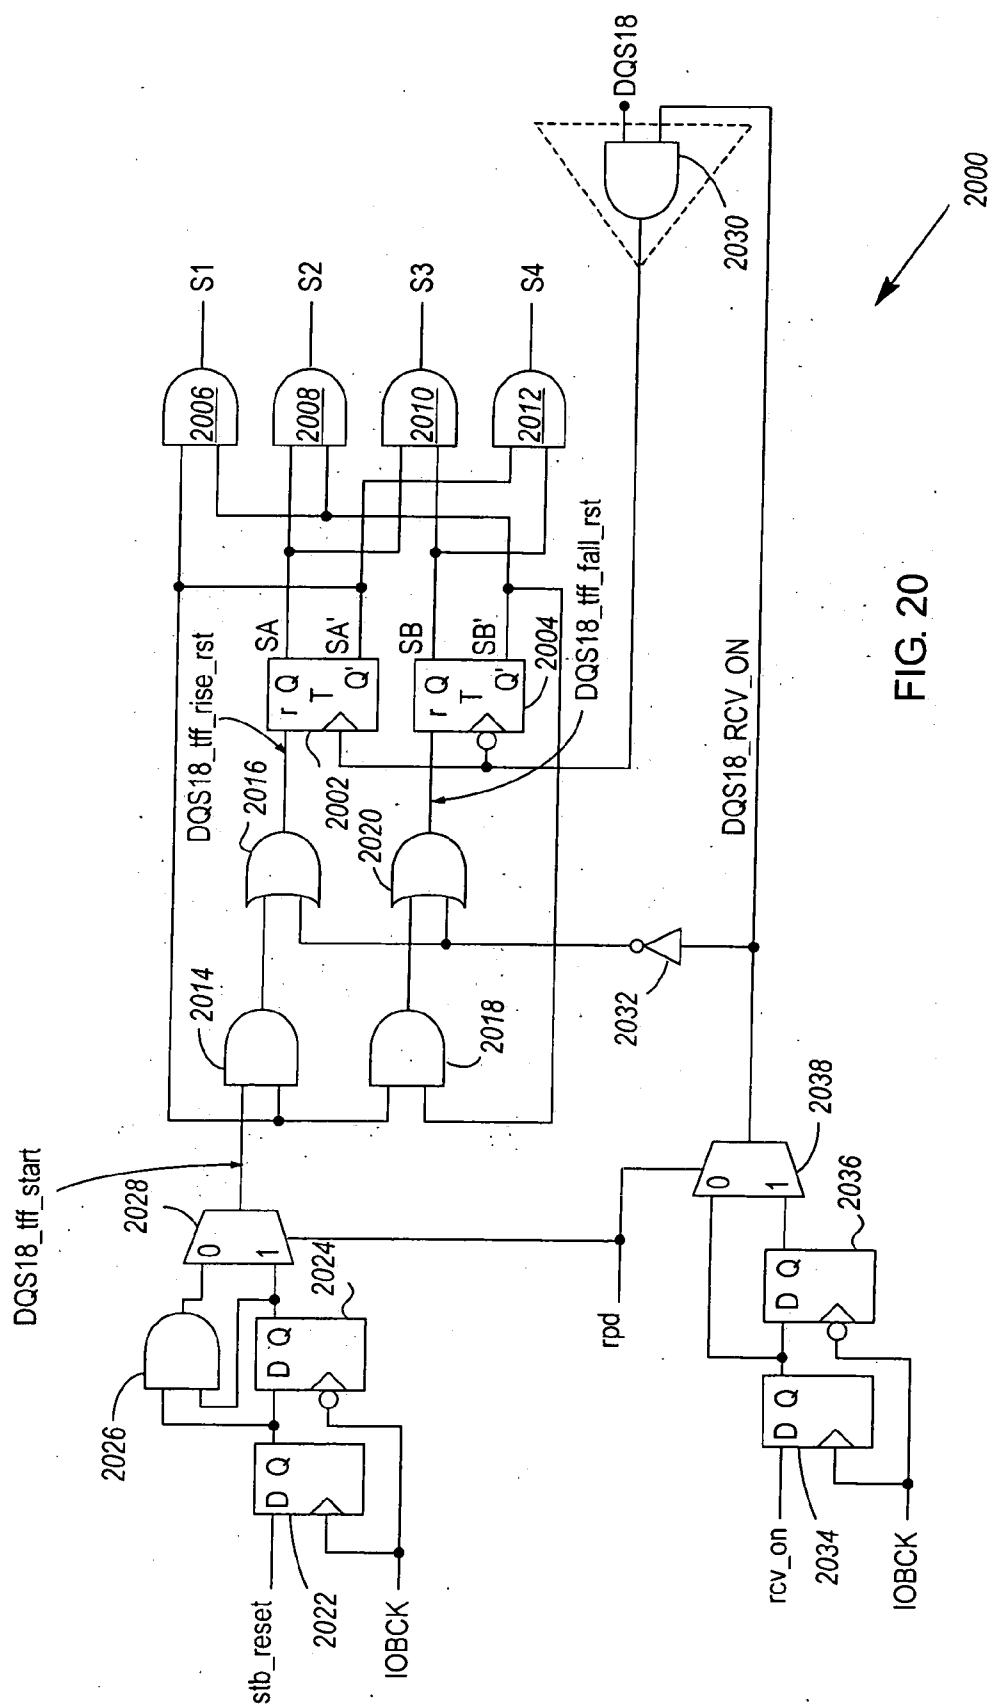 DQS18_tff_start
2026
2028
0
1
D Q
2024
D Q
2022
stb_reset
IOBCK
2014
2018
DQS18_tff_rise_rst
2016
2020
2002
r Q
T
Q'
SA
SA'
r Q
T
Q'
SB
SB'
2004
DQS18_tff_fall_rst
2006
S1
2008
S2
2010
S3
2012
S4
DQS18
2030
2032
DQS18_RCV_ON
rpd
0
1
2038
D Q
2036
D Q
2034
rcv_on
IOBCK
2000
FIG. 20